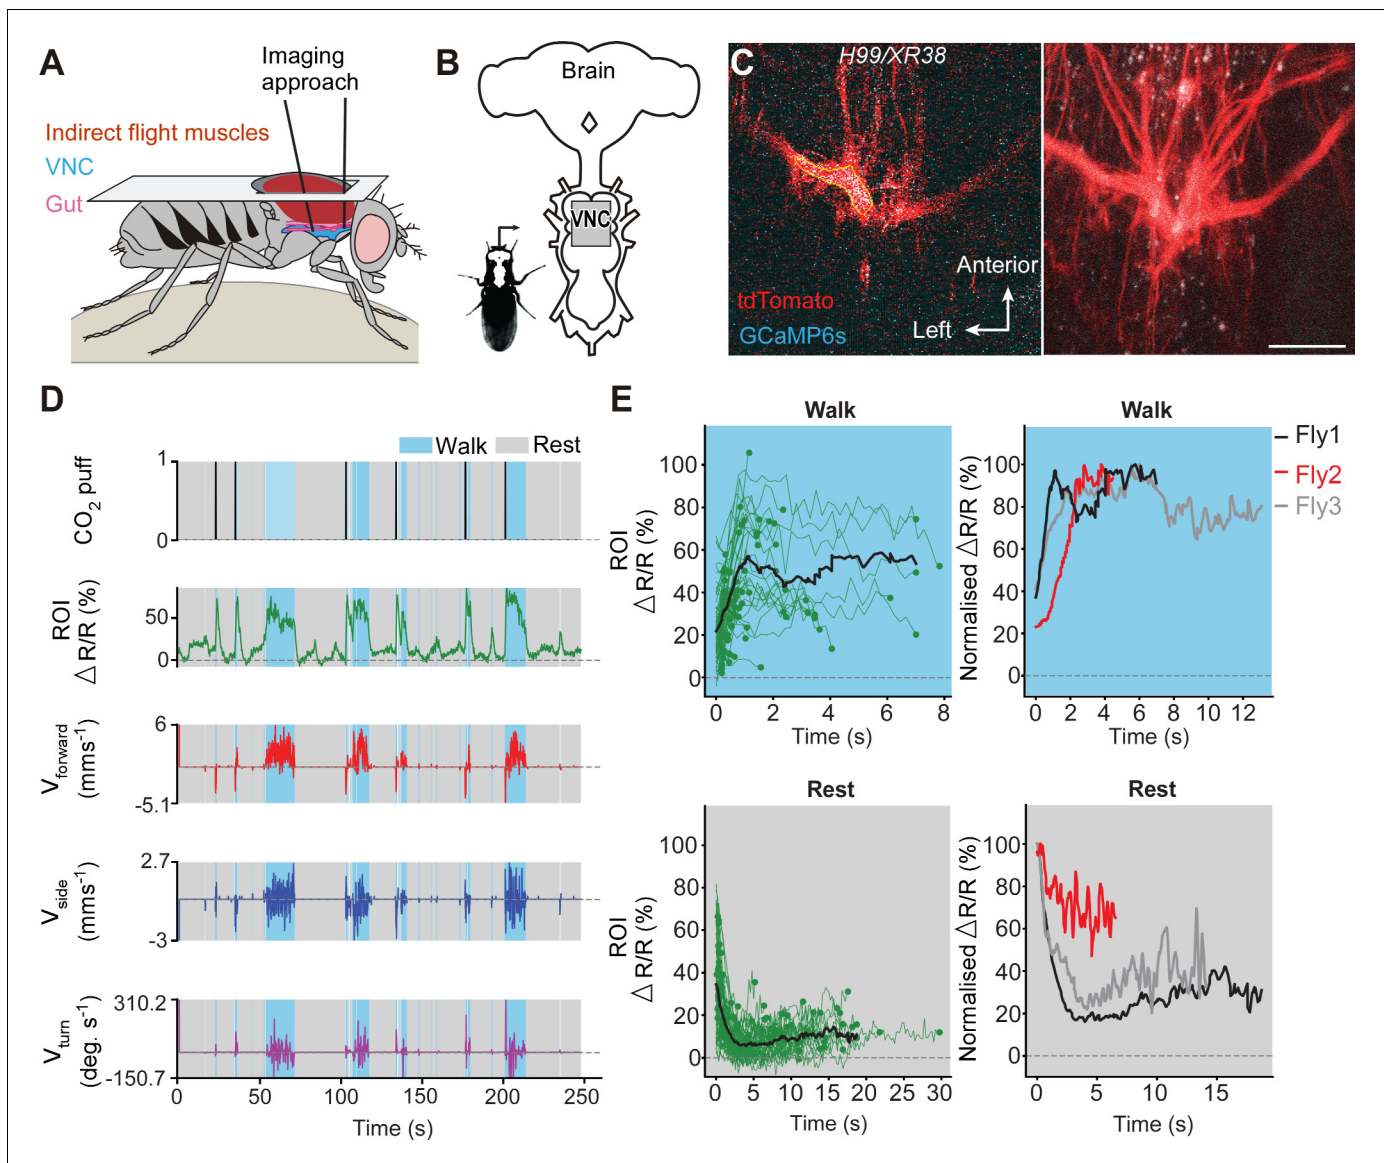 A
Imaging
approach
Indirect flight muscles
VNC
Gut
B
Brain
VNC
C
H99/XR38
tdTomato
GCaMP6s
Anterior
Left
D
Walk Rest
CO2 puff
1
0
ROI
△ R/R (%)
50
0
Vforward
(mms-1)
6
-5.1
Vside
(mms-1)
2.7
-3
Vturn
(deg. s-1)
310.2
-150.7
0 50 100 150 200 250
Time (s)
E
Walk
ROI
△ R/R (%)
100
80
60
40
20
0
0 2 4 6 8
Time (s)
Walk
Normalised △R/R (%)
100
80
60
40
20
0
0 2 4 6 8 10 12
Time (s)
Fly1
Fly2
Fly3
Rest
ROI
△ R/R (%)
100
80
60
40
20
0
0 5 10 15 20 25 30
Time (s)
Rest
Normalised △R/R (%)
100
80
60
40
20
0
0 5 10 15
Time (s)